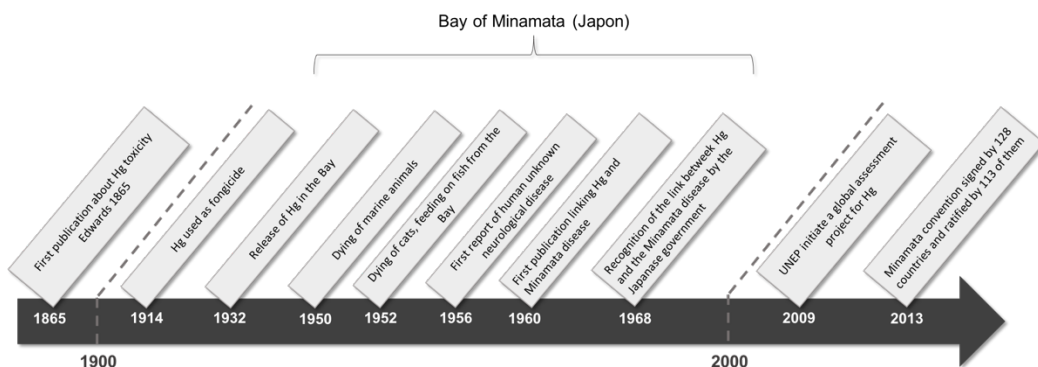 Bay of Minamata (Japon)
First publication about Hg toxicity
Edwards 1865
Hg used as fongicide
Release of Hg in the Bay
Dying of marine animals
Dying of cats, feeding on fish from the
Bay
First report of human unknown
neurological disease
First publication linking Hg and
Minamata disease
Recognition of the link betweek Hg
and the Minamata disease by the
Japanase government
UNEP initiate a global assessment
project for Hg
Minamata convention signed by 128
countries and ratified by 113 of them
1865
1914
1932
1950
1952
1956
1960
1968
2009
2013
1900
2000